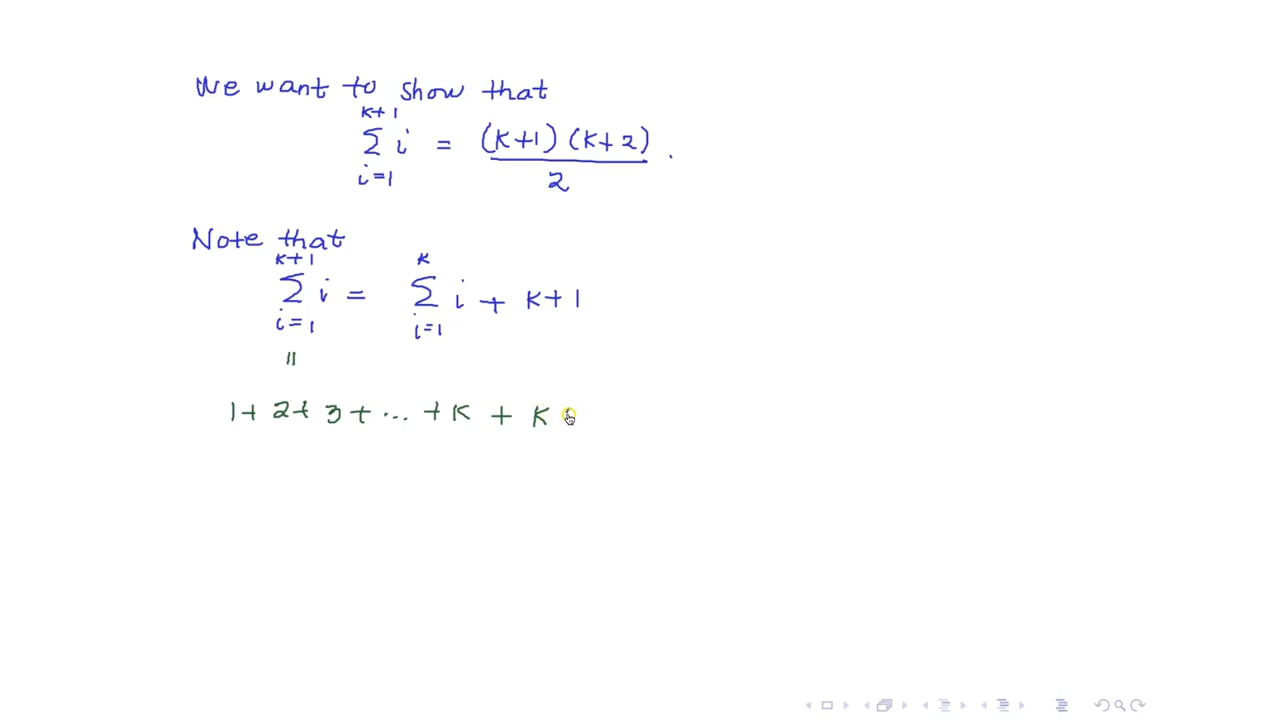 We want to show that
k+1
Σ i = (k+1) (k+2) .
i=1 2
Note that
k+1 k
Σ i = Σ i + k+1
i=1 i=1
=
1+ 2+ 3+ ... + k + k